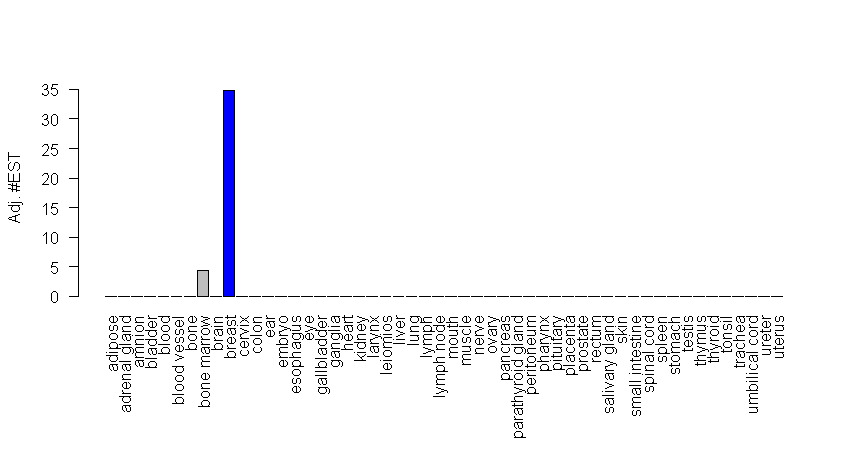 Adj. #EST
35
30
25
20
15
10
5
0
adipose
adrenal gland
amnion
bladder
blood
blood vessel
bone
bone marrow
brain
breast
cervix
colon
ear
embryo
esophagus
eye
gallbladder
ganglia
heart
kidney
larynx
leiomios
liver
lung
lymph
lymph node
mouth
muscle
nerve
ovary
pancreas
parathyroid gland
peritoneum
pharynx
pituitary
placenta
prostate
rectum
salivary gland
skin
small intestine
spinal cord
spleen
stomach
testis
thymus
thyroid
tonsil
trachea
umbilical cord
ureter
uterus